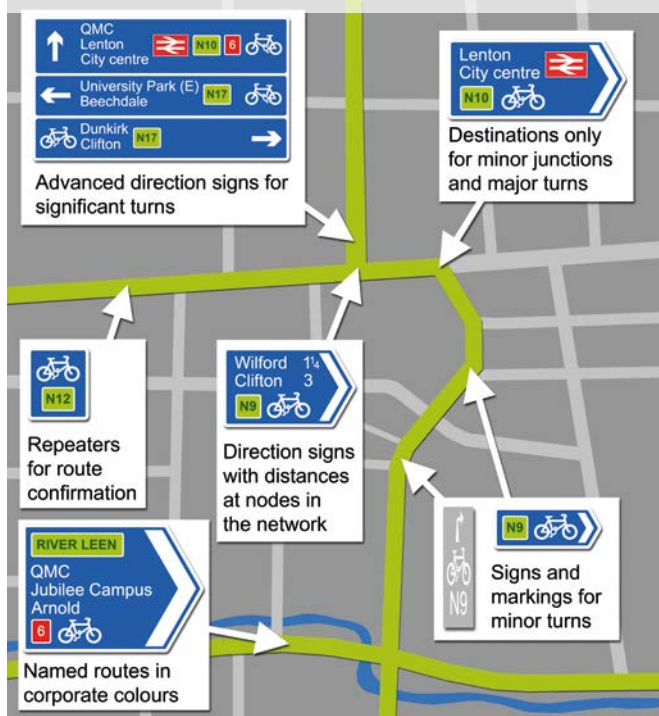 QMC
Lenton
City centre
N10 6
University Park (E)
Beechdale
N17
Dunkirk
Clifton
N17
Advanced direction signs for
significant turns
Lenton
City centre
N10
Destinations only
for minor junctions
and major turns
N12
Repeaters
for route
confirmation
Wilford 1¼
Clifton 3
N9
Direction signs
with distances
at nodes in
the network
N9
N9
Signs and
markings for
minor turns
RIVER LEEN
QMC
Jubilee Campus
Arnold
6
Named routes in
corporate colours